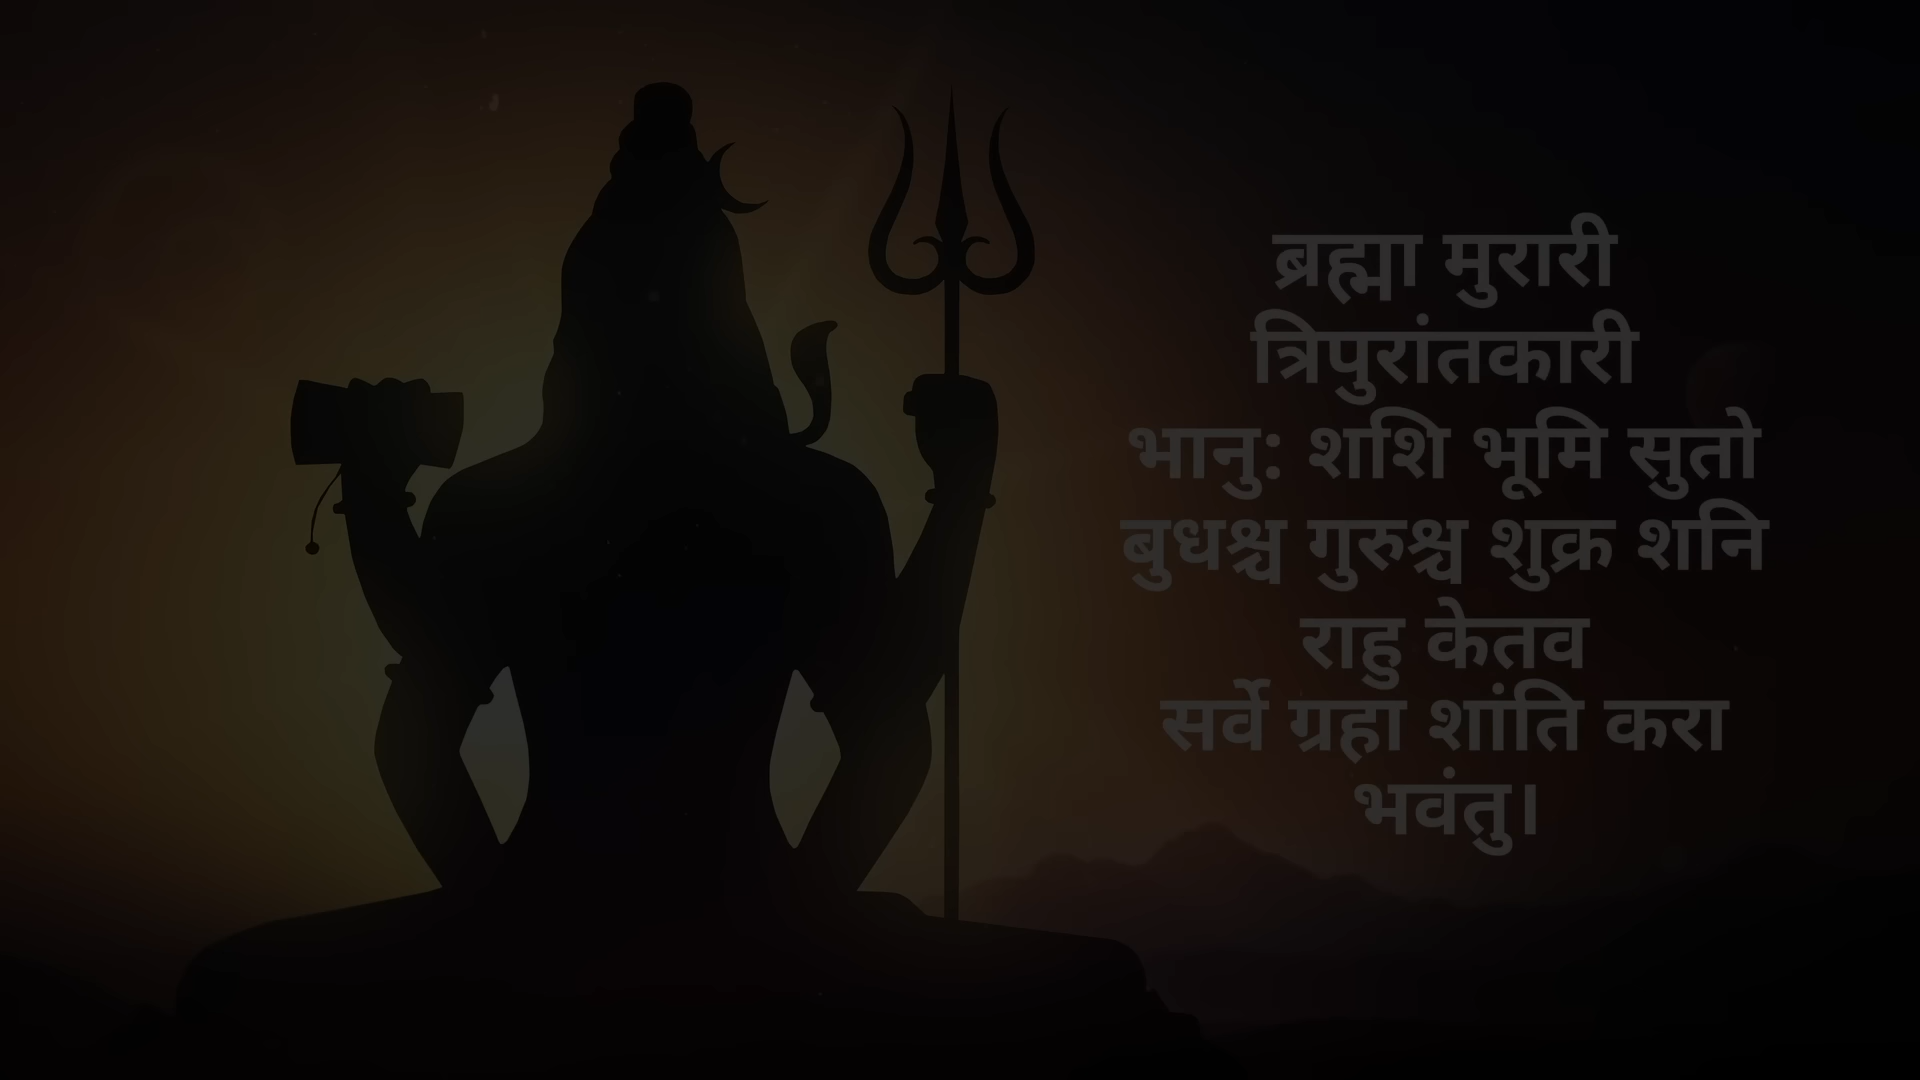 ब्रह्मा मुरारी
त्रिपुरांतकारी
भानु: शशि भूमि सुतो
बुधश्च गुरुश्च शुक्र शनि
राहु केतव
सर्वे ग्रहा शांति करा
भवंतु।